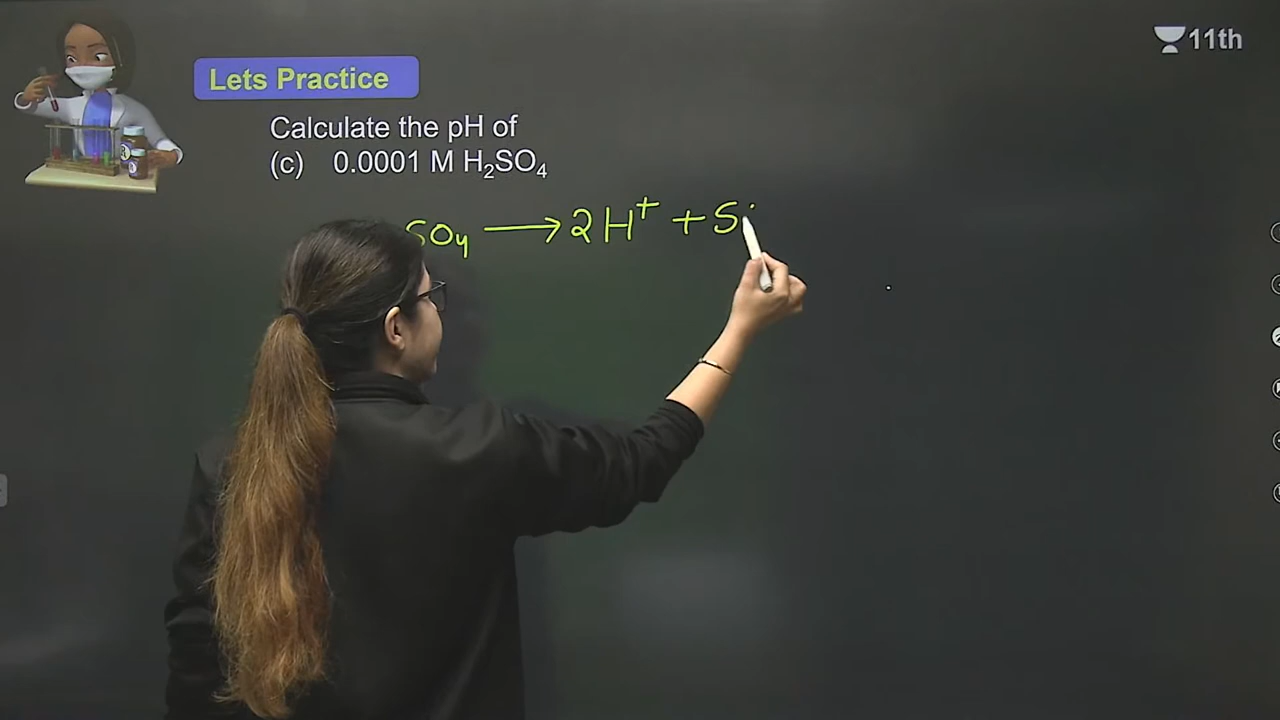 11th
Lets Practice
Calculate the pH of
(c) 0.0001 M H₂SO₄
SO₄ ⟶ 2H⁺ + S